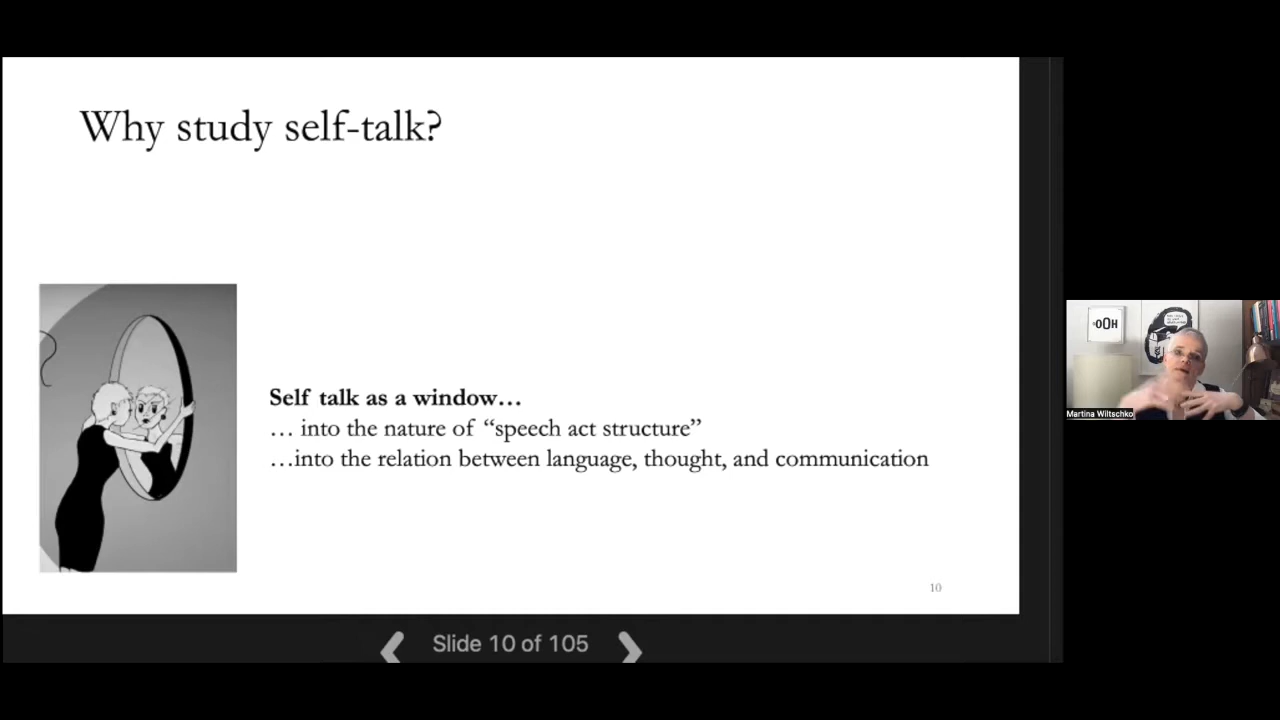 Why study self-talk?
Self talk as a window…
… into the nature of “speech act structure”
…into the relation between language, thought, and communication
10
Slide 10 of 105
OOH
Martina Wiltschko